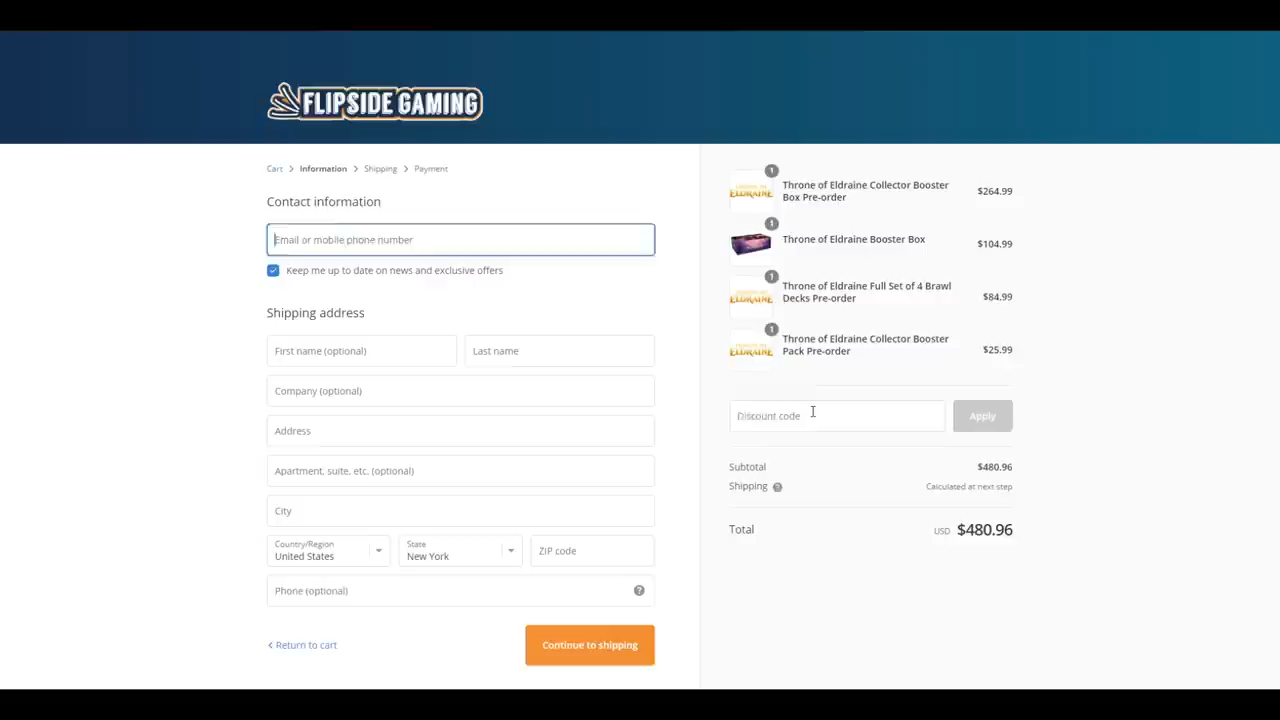 FLIPSIDE GAMING
Cart > Information > Shipping > Payment
Contact information
Email or mobile phone number
Keep me up to date on news and exclusive offers
Shipping address
First name (optional)
Last name
Company (optional)
Address
Apartment, suite, etc. (optional)
City
Country/Region
United States
State
New York
ZIP code
Phone (optional)
?
< Return to cart
Continue to shipping
1
ELDRAINE
Throne of Eldraine Collector Booster
Box Pre-order
$264.99
1
Throne of Eldraine Booster Box
$104.99
1
ELDRAINE
Throne of Eldraine Full Set of 4 Brawl
Decks Pre-order
$84.99
1
ELDRAINE
Throne of Eldraine Collector Booster
Pack Pre-order
$25.99
Discount code
Apply
Subtotal
$480.96
Shipping ?
Calculated at next step
Total
USD $480.96